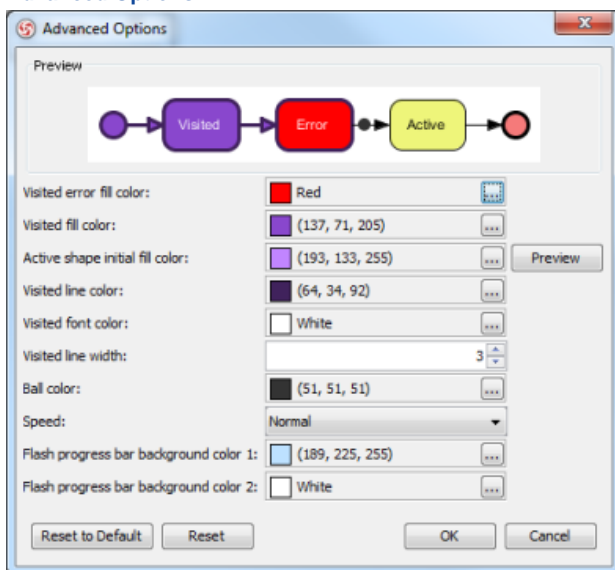 Advanced Options
Preview
Visited
Error
Active
Visited error fill color:
Red
...
Visited fill color:
(137, 71, 205)
...
Active shape initial fill color:
(193, 133, 255)
...
Preview
Visited line color:
(64, 34, 92)
...
Visited font color:
White
...
Visited line width:
3
Ball color:
(51, 51, 51)
...
Speed:
Normal
Flash progress bar background color 1:
(189, 225, 255)
...
Flash progress bar background color 2:
White
...
Reset to Default
Reset
OK
Cancel